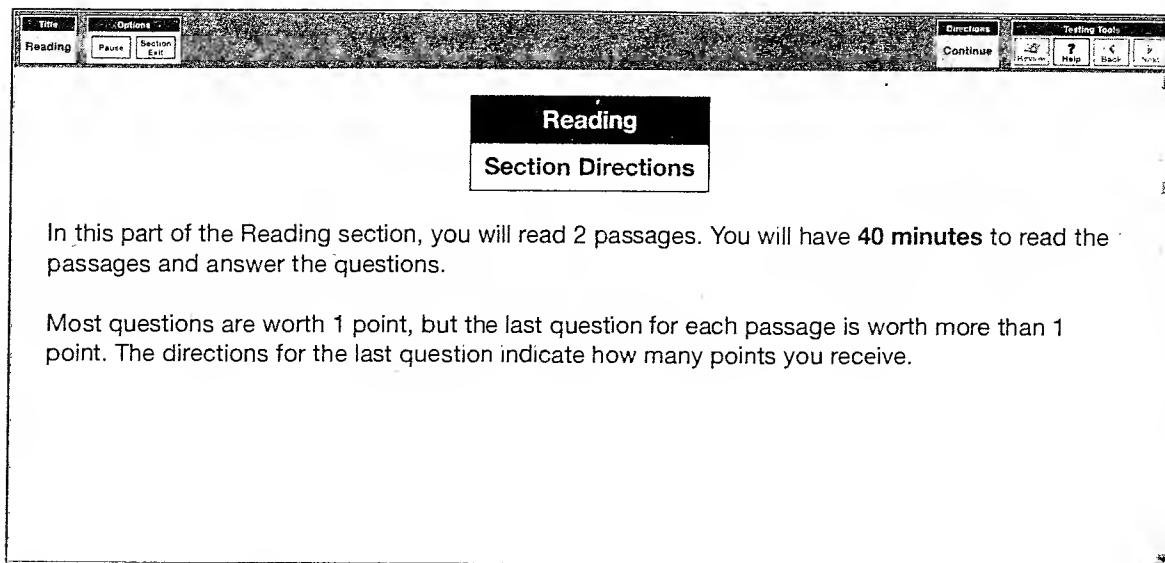 Title
Options
Directions
Testing Tools
Reading
Pause
Section
Exit
Continue
Review
?
Help
Back
Next
Reading
Section Directions
In this part of the Reading section, you will read 2 passages. You will have 40 minutes to read the
passages and answer the questions.
Most questions are worth 1 point, but the last question for each passage is worth more than 1
point. The directions for the last question indicate how many points you receive.